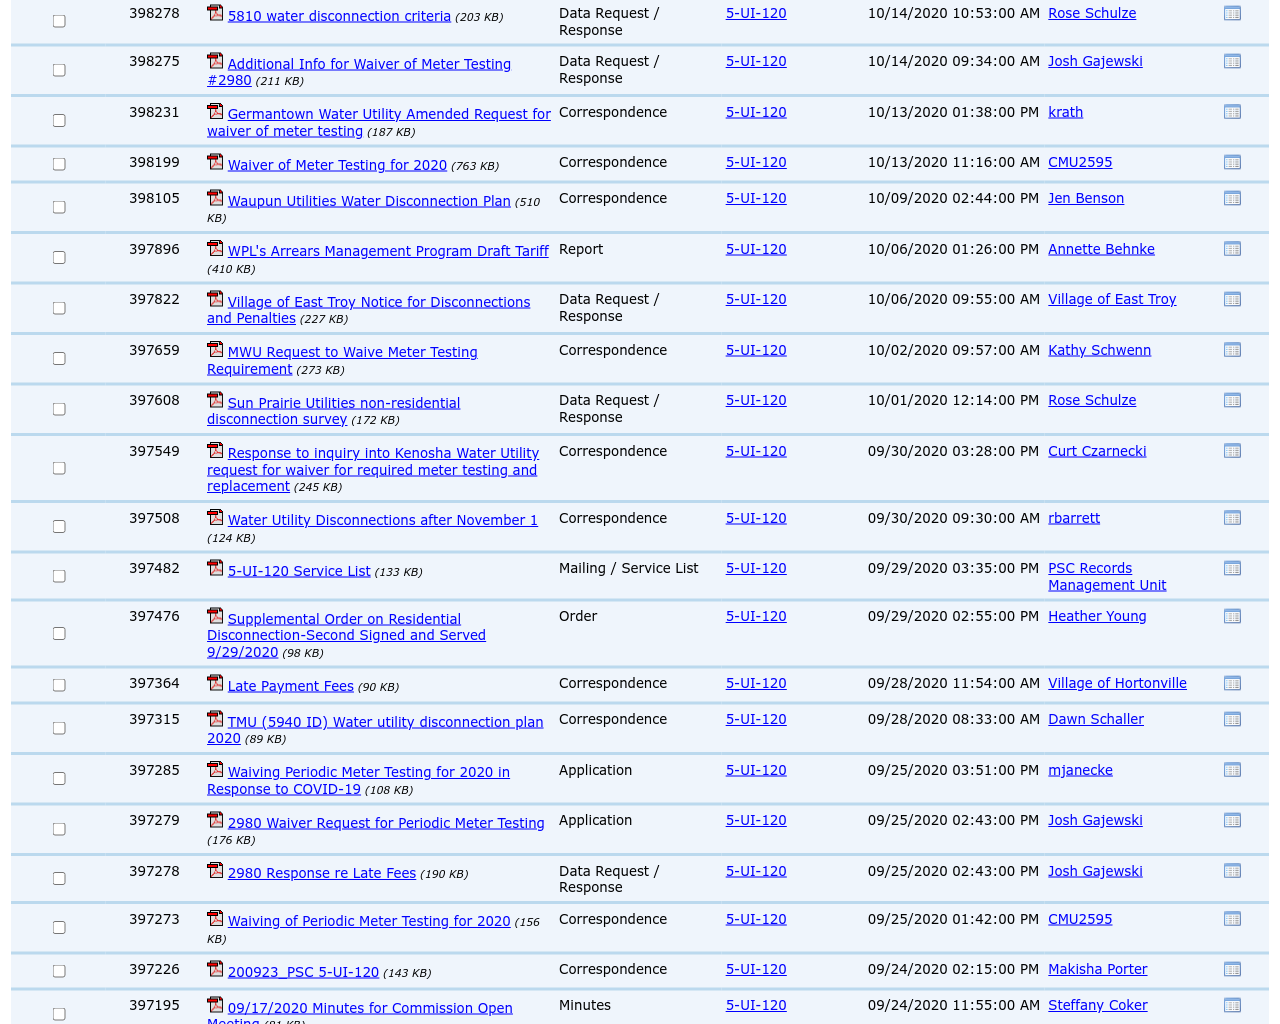 398278 5810 water disconnection criteria (203 KB) Data Request / 5-UI-120 10/14/2020 10:53:00 AM Rose Schulze
Response
398275 Additional Info for Waiver of Meter Testing Data Request / 5-UI-120 10/14/2020 09:34:00 AM Josh Gajewski
#2980 (211 KB) Response
398231 Germantown Water Utility Amended Request for Correspondence 5-UI-120 10/13/2020 01:38:00 PM krath
waiver of meter testing (187 KB)
398199 Waiver of Meter Testing for 2020 (763 KB) Correspondence 5-UI-120 10/13/2020 11:16:00 AM CMU2595
398105 Waupun Utilities Water Disconnection Plan (510 Correspondence 5-UI-120 10/09/2020 02:44:00 PM Jen Benson
KB)
397896 WPL's Arrears Management Program Draft Tariff Report 5-UI-120 10/06/2020 01:26:00 PM Annette Behnke
(410 KB)
397822 Village of East Troy Notice for Disconnections Data Request / 5-UI-120 10/06/2020 09:55:00 AM Village of East Troy
and Penalties (227 KB) Response
397659 MWU Request to Waive Meter Testing Correspondence 5-UI-120 10/02/2020 09:57:00 AM Kathy Schwenn
Requirement (273 KB)
397608 Sun Prairie Utilities non-residential Data Request / 5-UI-120 10/01/2020 12:14:00 PM Rose Schulze
disconnection survey (172 KB) Response
397549 Response to inquiry into Kenosha Water Utility Correspondence 5-UI-120 09/30/2020 03:28:00 PM Curt Czarnecki
request for waiver for required meter testing and
replacement (245 KB)
397508 Water Utility Disconnections after November 1 Correspondence 5-UI-120 09/30/2020 09:30:00 AM rbarrett
(124 KB)
397482 5-UI-120 Service List (133 KB) Mailing / Service List 5-UI-120 09/29/2020 03:35:00 PM PSC Records
Management Unit
397476 Supplemental Order on Residential Order 5-UI-120 09/29/2020 02:55:00 PM Heather Young
Disconnection-Second Signed and Served
9/29/2020 (98 KB)
397364 Late Payment Fees (90 KB) Correspondence 5-UI-120 09/28/2020 11:54:00 AM Village of Hortonville
397315 TMU (5940 ID) Water utility disconnection plan Correspondence 5-UI-120 09/28/2020 08:33:00 AM Dawn Schaller
2020 (89 KB)
397285 Waiving Periodic Meter Testing for 2020 in Application 5-UI-120 09/25/2020 03:51:00 PM mjanecke
Response to COVID-19 (108 KB)
397279 2980 Waiver Request for Periodic Meter Testing Application 5-UI-120 09/25/2020 02:43:00 PM Josh Gajewski
(176 KB)
397278 2980 Response re Late Fees (190 KB) Data Request / 5-UI-120 09/25/2020 02:43:00 PM Josh Gajewski
Response
397273 Waiving of Periodic Meter Testing for 2020 (156 Correspondence 5-UI-120 09/25/2020 01:42:00 PM CMU2595
KB)
397226 200923_PSC 5-UI-120 (143 KB) Correspondence 5-UI-120 09/24/2020 02:15:00 PM Makisha Porter
397195 09/17/2020 Minutes for Commission Open Minutes 5-UI-120 09/24/2020 11:55:00 AM Steffany Coker
Meeting (81 KB)